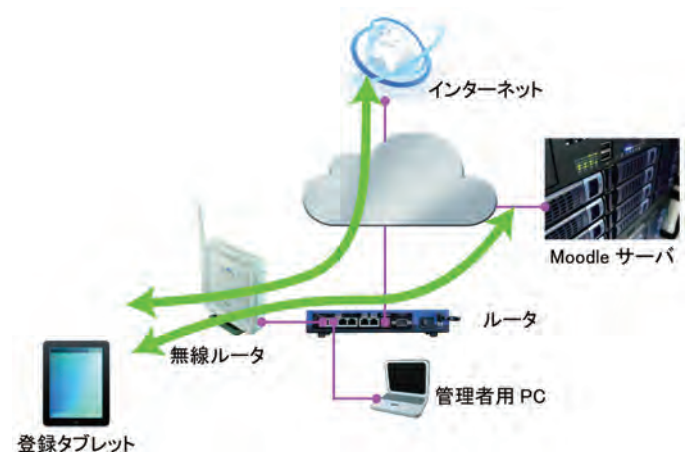 インターネット
Moodle サーバ
ルータ
無線ルータ
管理者用 PC
登録タブレット